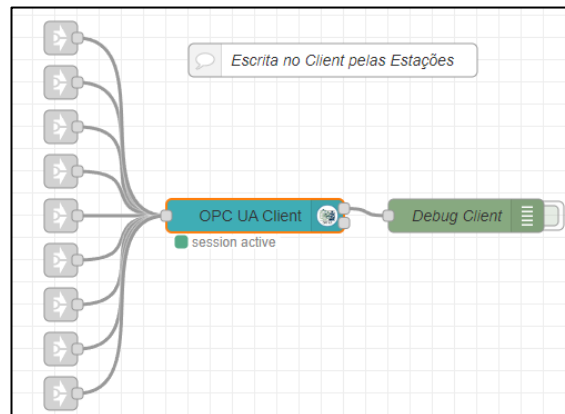 Escrita no Client pelas Estações
OPC UA Client
Debug Client
session active